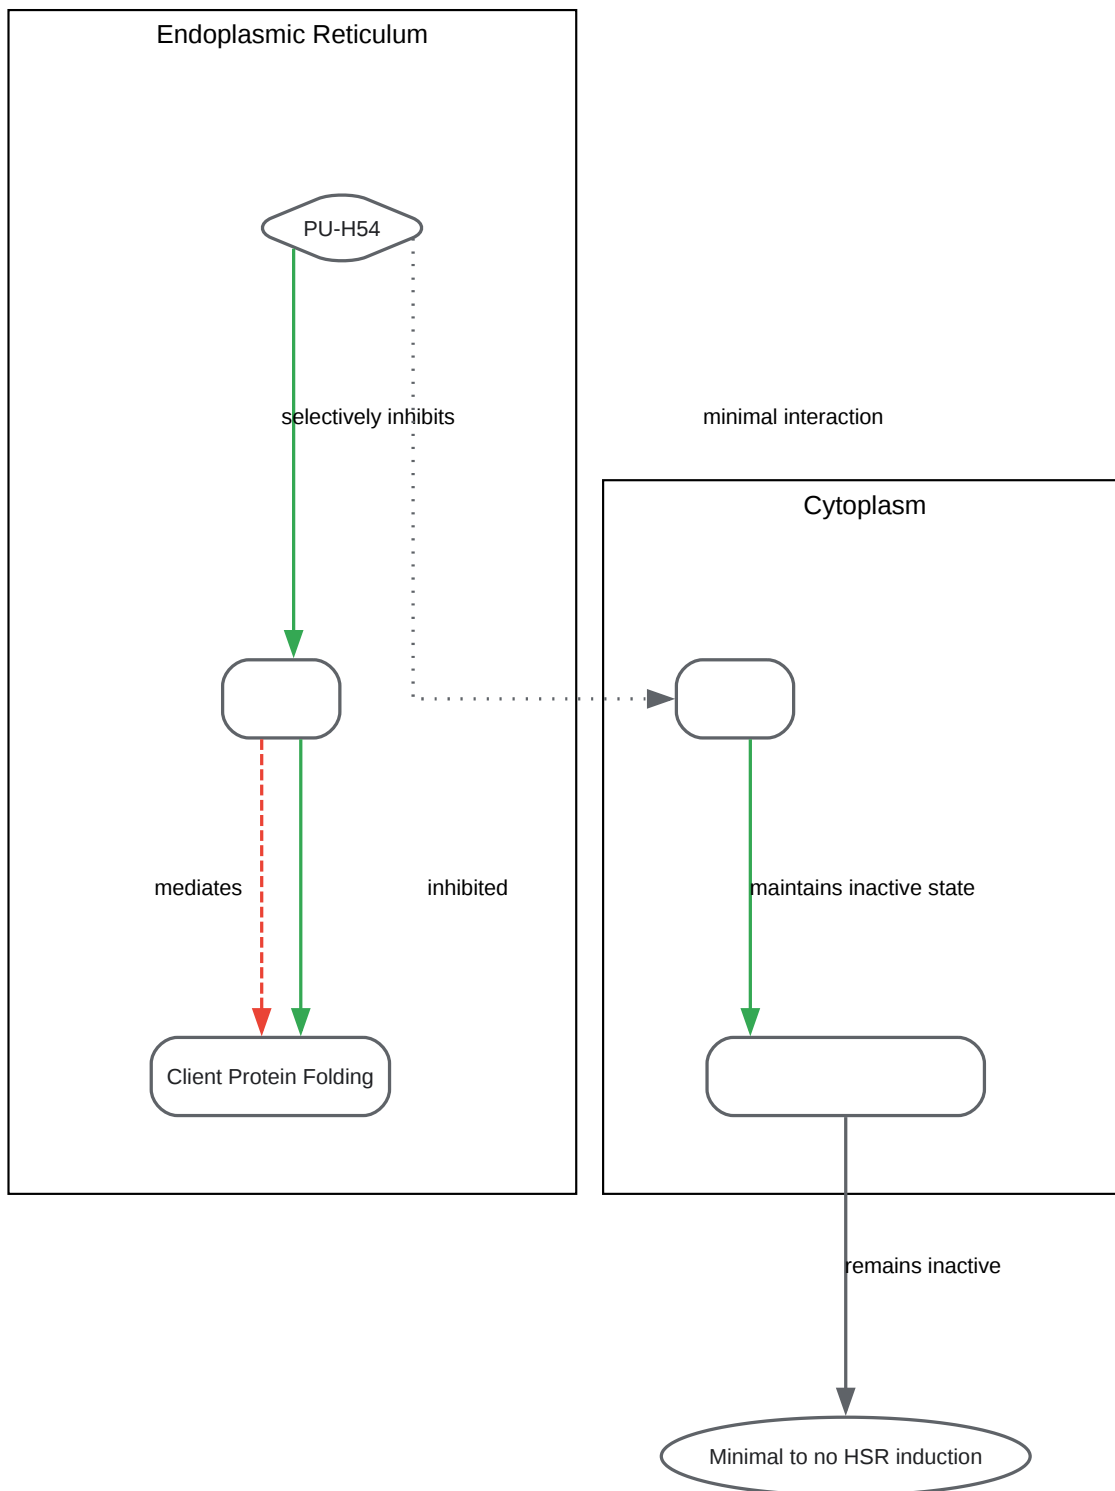 Endoplasmic Reticulum
PU-H54
selectively inhibits
minimal interaction
Cytoplasm
mediates
inhibited
maintains inactive state
Client Protein Folding
remains inactive
Minimal to no HSR induction